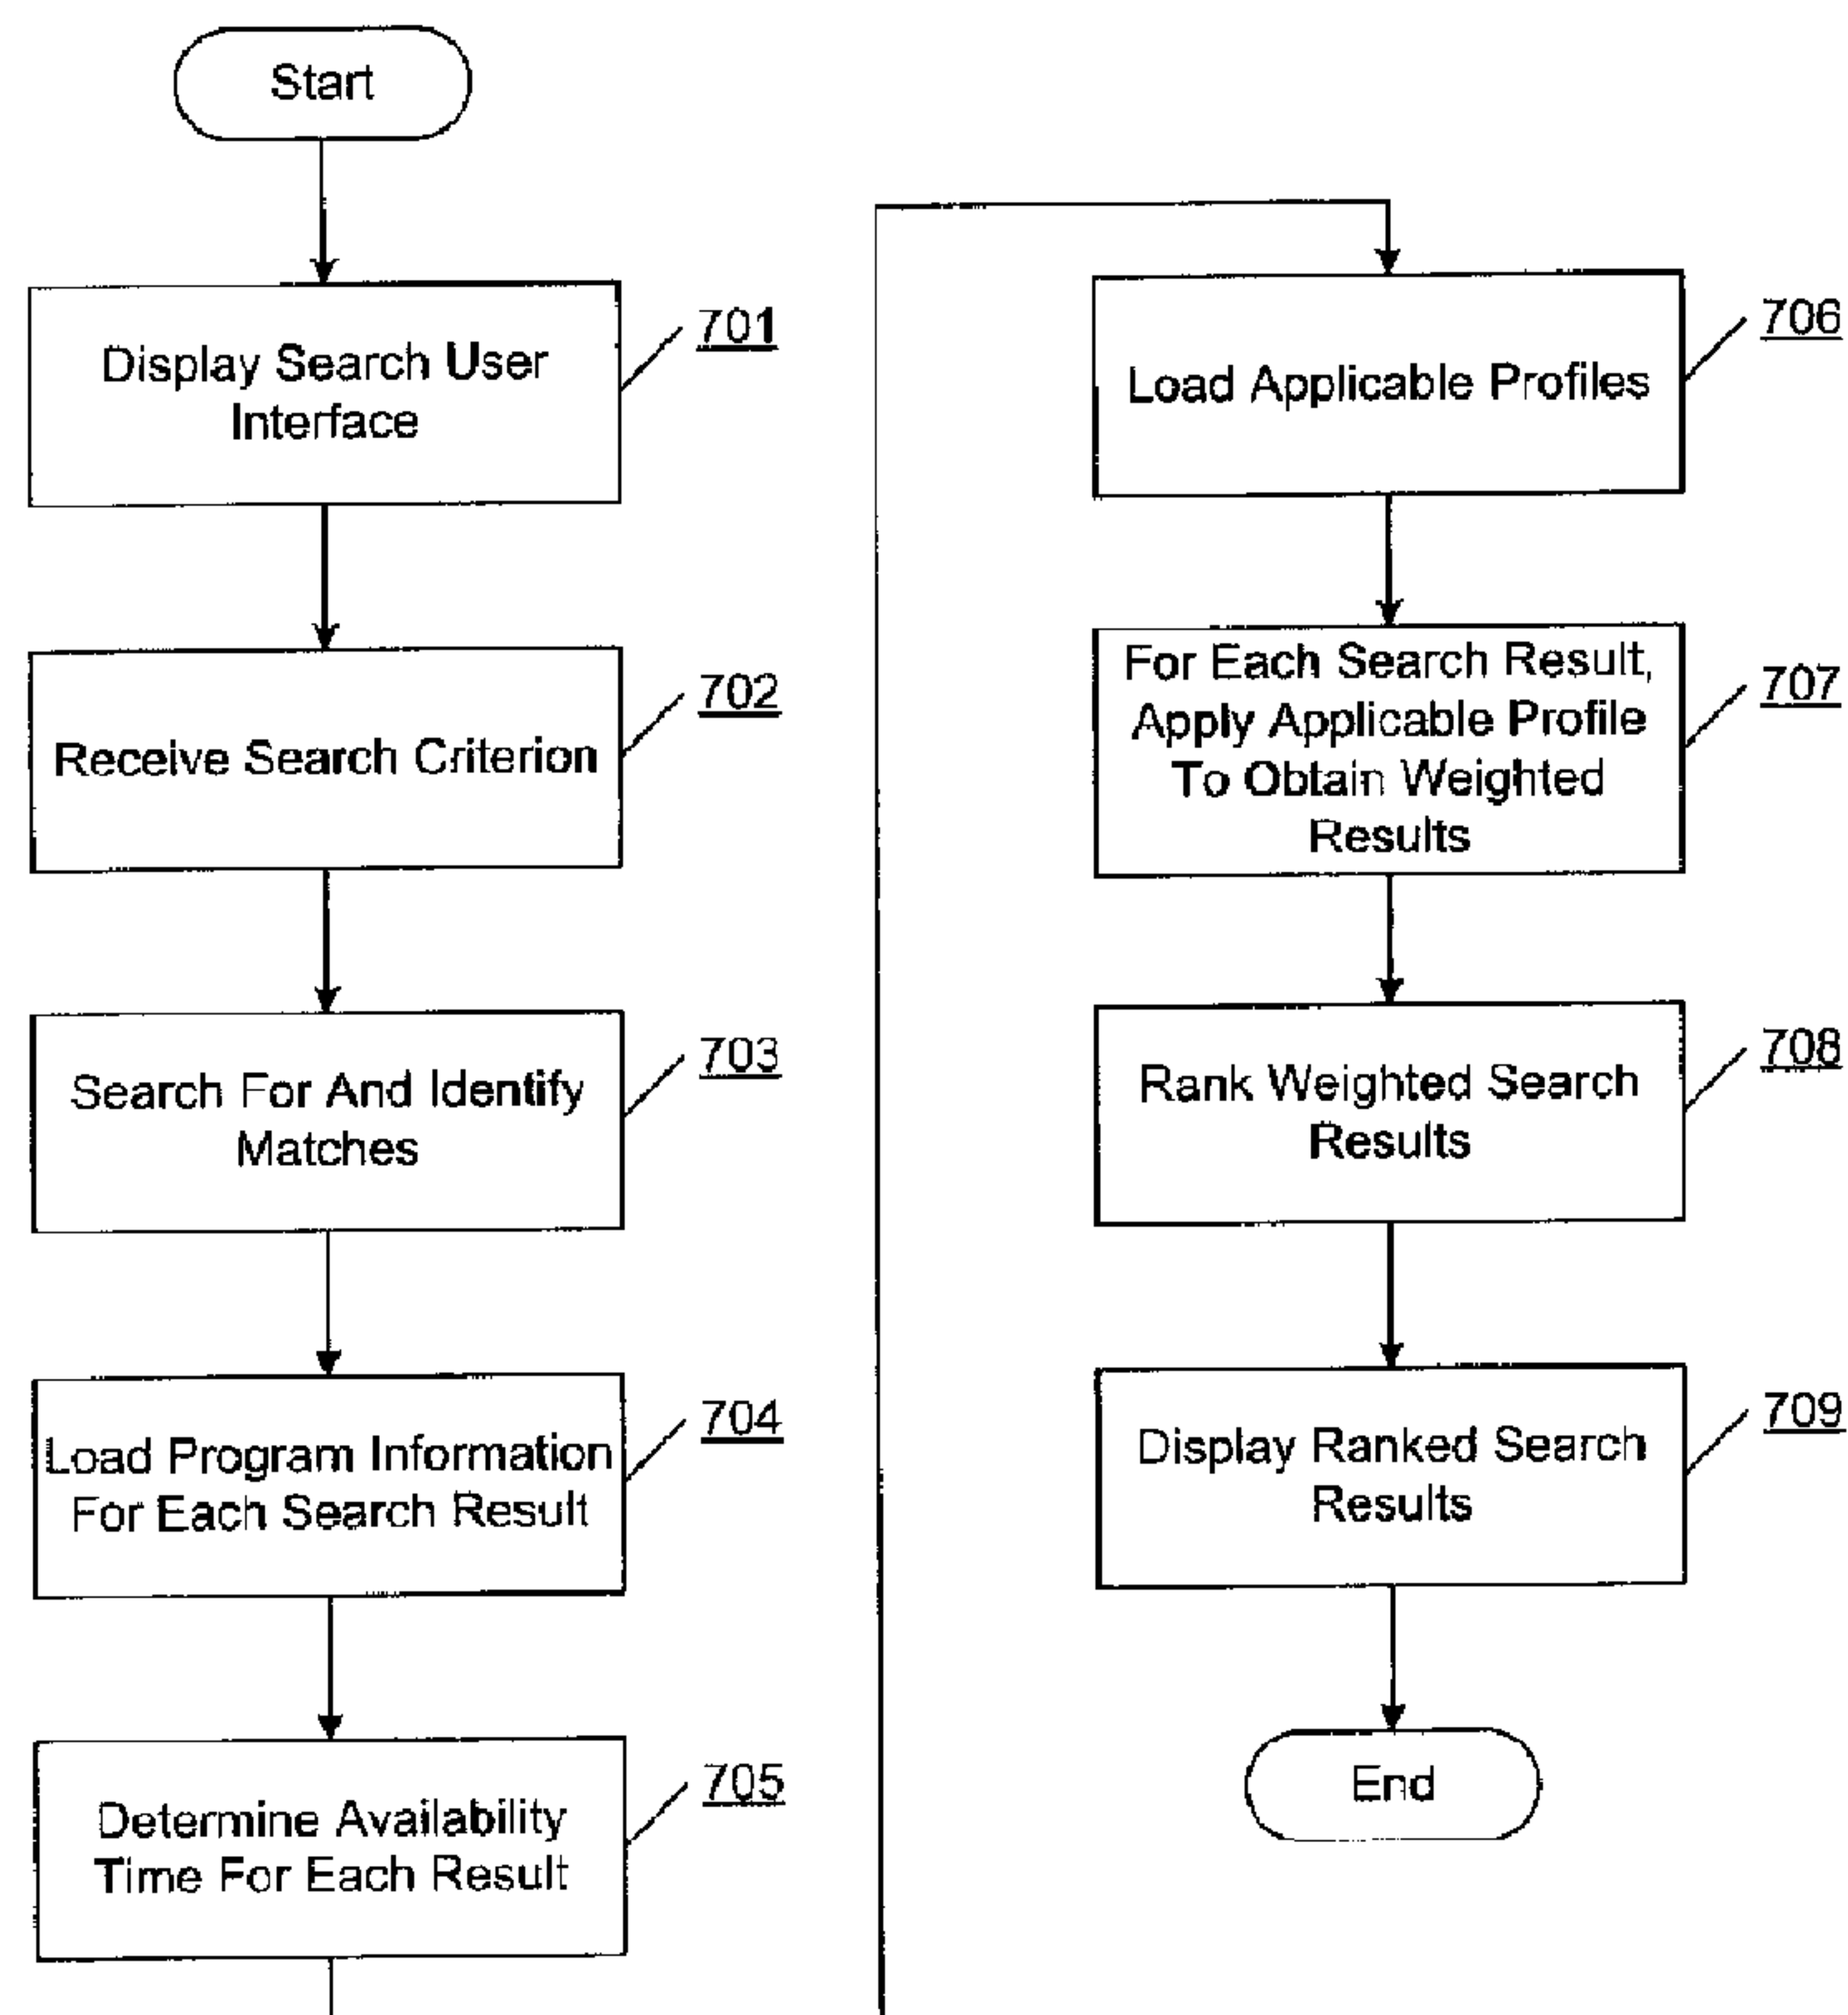 Start
Display Search User
Interface
701
Receive Search Criterion
702
Search For And Identify
Matches
703
Load Program Information
For Each Search Result
704
Determine Availability
Time For Each Result
705
Load Applicable Profiles
706
For Each Search Result,
Apply Applicable Profile
To Obtain Weighted
Results
707
Rank Weighted Search
Results
708
Display Ranked Search
Results
709
End